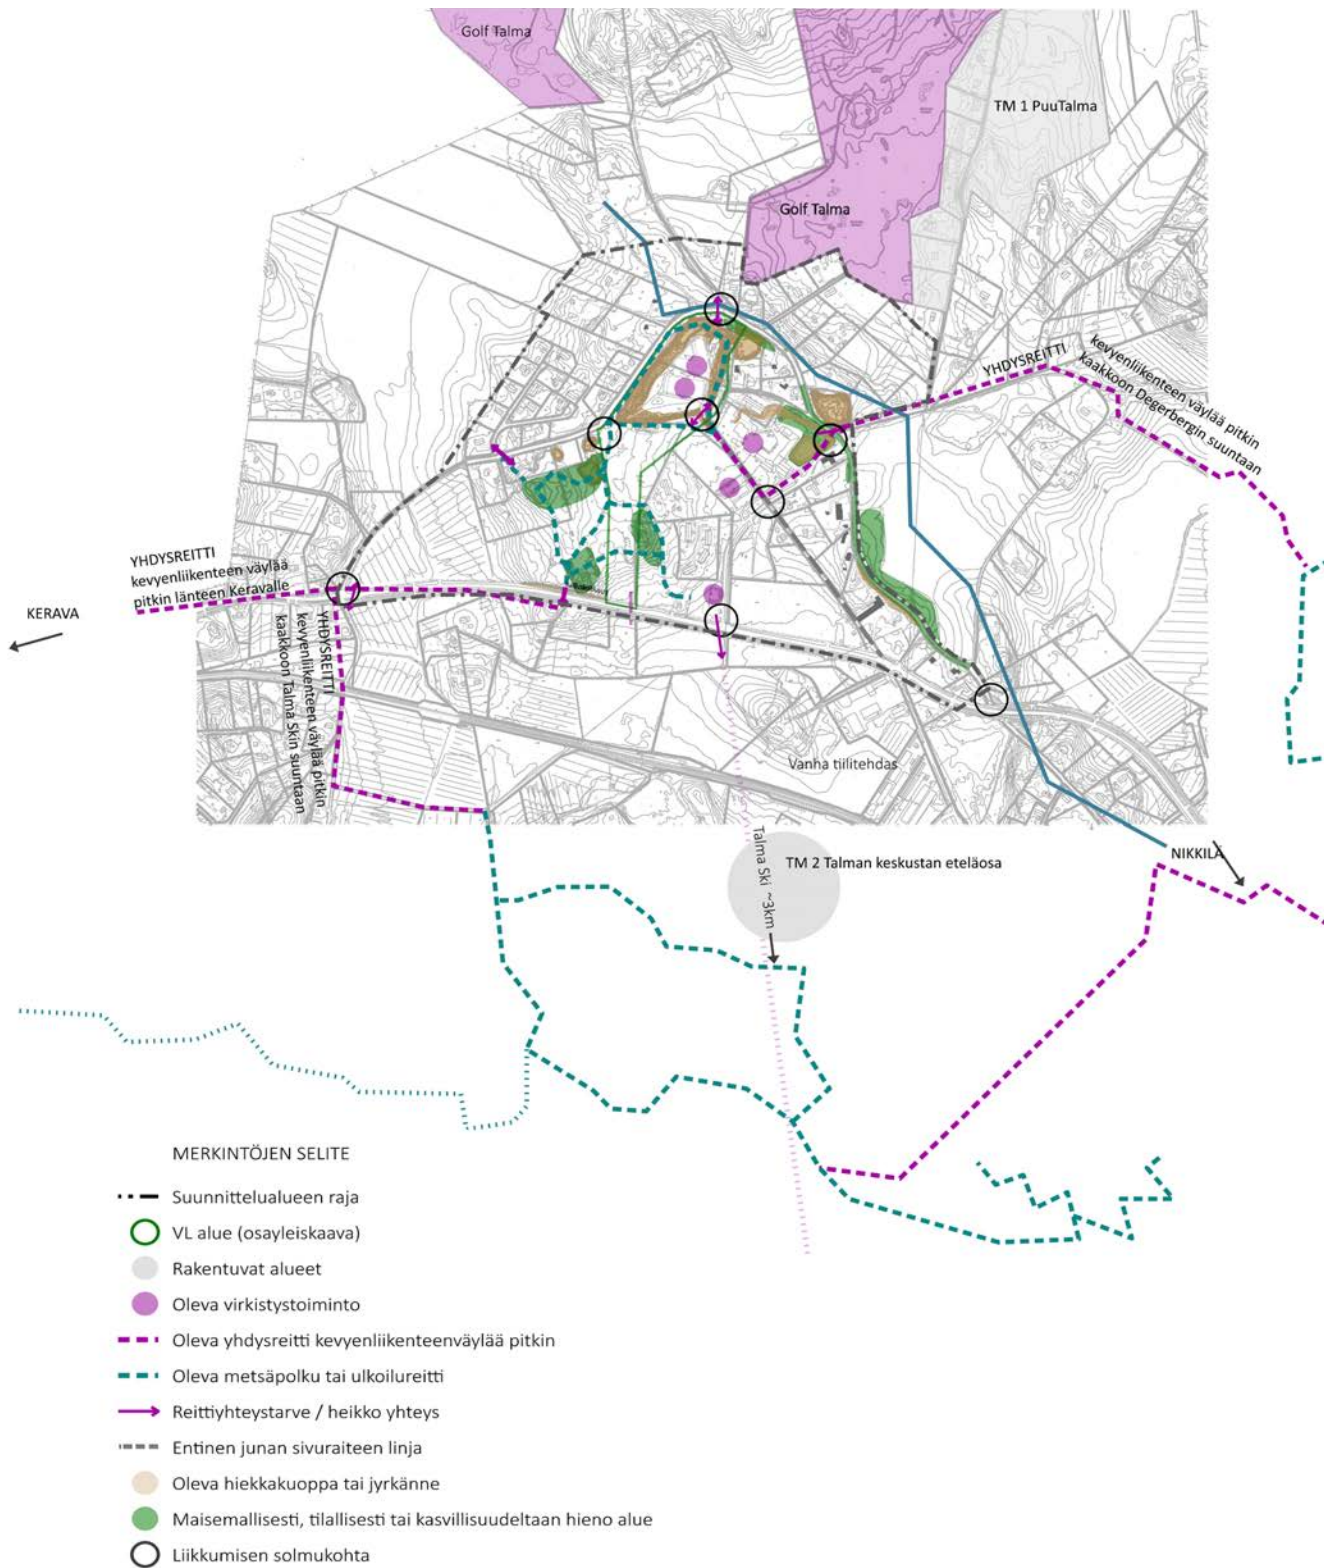 Golf Talma
TM 1 PuuTalma
Golf Talma
YHDYSREITTI
kevyenliikenteen väylää pitkin
kaakkoon Degerbergin suuntaan
YHDYSREITTI
kevyenliikenteen väylää
pitkin länteen Keravalle
KERAVA
YHDYSREITTI
kevyenliikenteen väylää pitkin
kaakkoon Talma Skin suuntaan
Vanha tiilitehdas
Talma Ski ~3km
TM 2 Talman keskustan eteläosa
NIKKILÄ
MERKINTÖJEN SELITE
Suunnittelualueen raja
VL alue (osayleiskaava)
Rakentuvat alueet
Oleva virkistystoiminto
Oleva yhdysreitti kevyenliikenteenväylää pitkin
Oleva metsäpolku tai ulkoilureitti
Reittiyhteystarve / heikko yhteys
Entinen junan sivuraiteen linja
Oleva hiekkakuoppa tai jyrkänne
Maisemallisesti, tilallisesti tai kasvillisuudeltaan hieno alue
Liikkumisen solmukohta